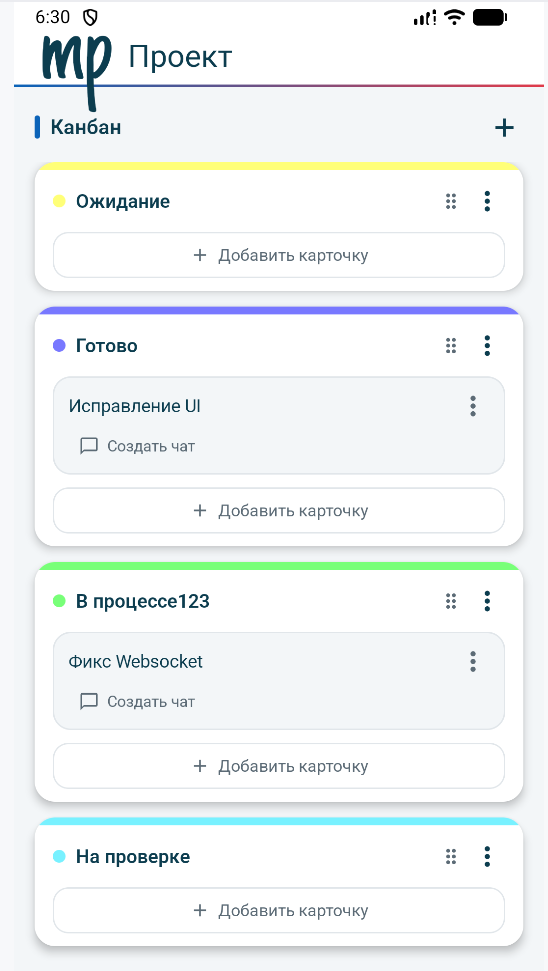 6:30
mp Проект
Канбан
Ожидание
Добавить карточку
Готово
Исправление UI
Создать чат
Добавить карточку
В процессе123
Фикс Websocket
Создать чат
Добавить карточку
На проверке
Добавить карточку